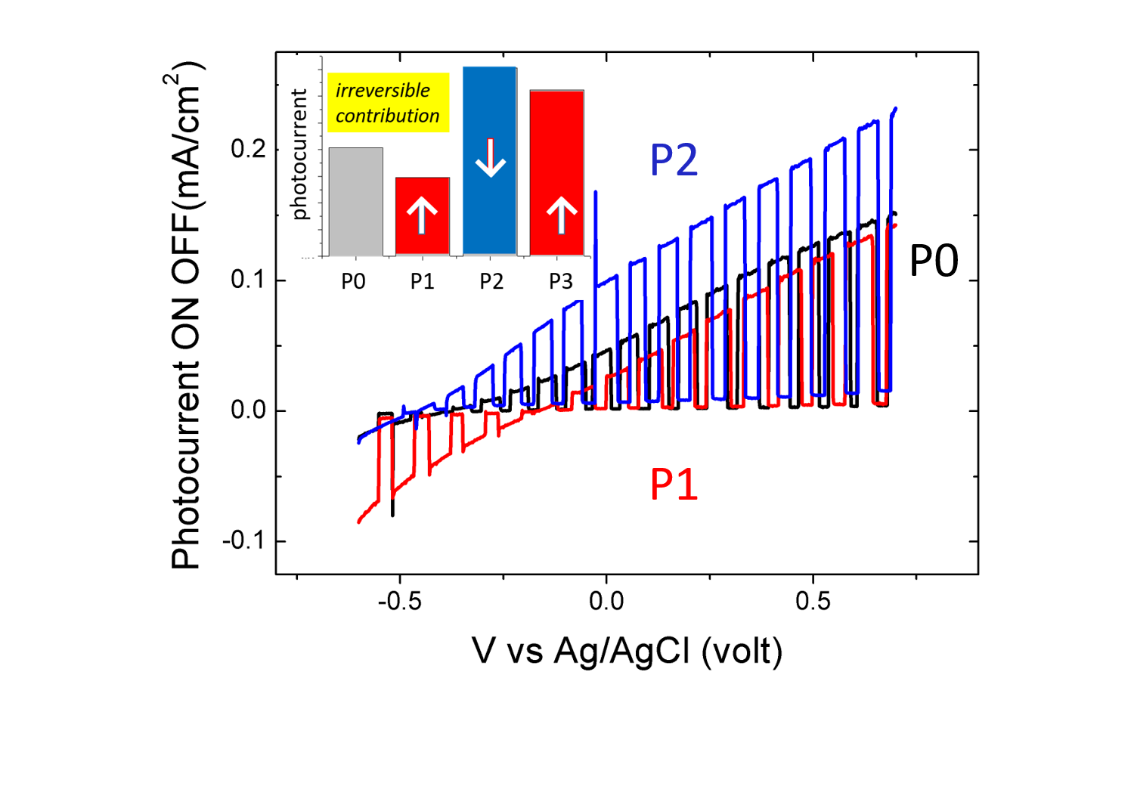 irreversible
contribution
photocurrent
P0 P1 P2 P3
P2
P0
P1
Photocurrent ON OFF(mA/cm²)
0.2
0.1
0.0
-0.1
-0.5 0.0 0.5
V vs Ag/AgCl (volt)